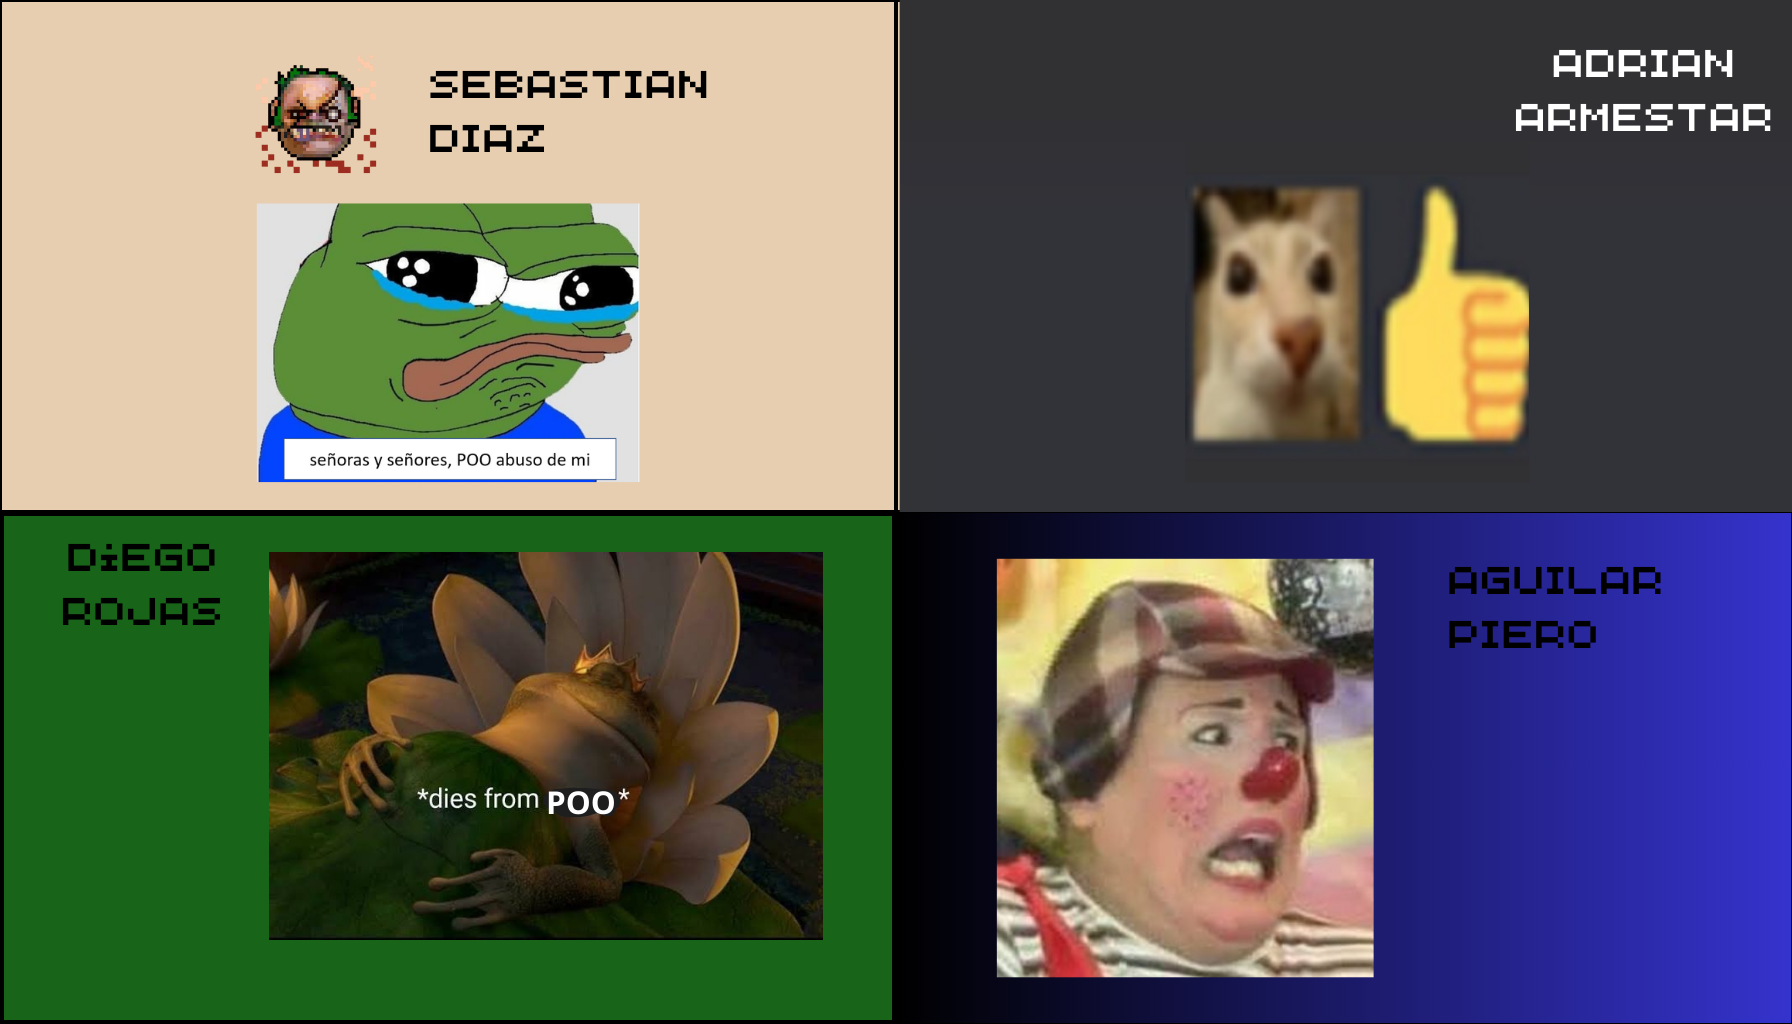 SEBASTIAN
DIAZ
señoras y señores, POO abuso de mi
ADRIAN
ARMESTAR
DiEGO
ROJAS
*dies from POO*
AGUILAR
PIERO